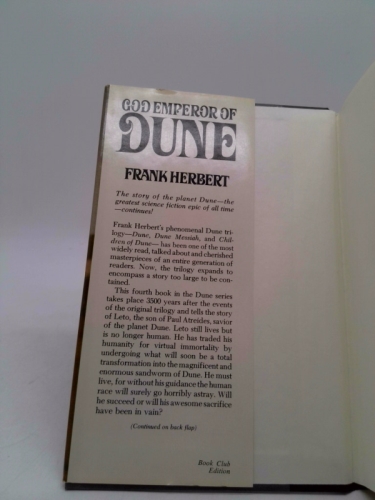 GOD EMPEROR OF
DUNE
FRANK HERBERT
The story of the planet Dune—the
greatest science fiction epic of all time
—continues!
Frank Herbert's phenomenal Dune tri-
logy—Dune, Dune Messiah, and Chil-
dren of Dune—has been one of the most
widely read, talked about and cherished
masterpieces of an entire generation of
readers. Now, the trilogy expands to
encompass a story too large to be con-
tained.
This fourth book in the Dune series
takes place 3500 years after the events
of the original trilogy and tells the story
of Leto, the son of Paul Atreides, savior
of the planet Dune. Leto still lives but
is no longer human. He has traded his
humanity for virtual immortality by
undergoing what will soon be a total
transformation into the magnificent and
enormous sandworm of Dune. He must
live, for without his guidance the human
race will surely go horribly astray. Will
he succeed or will his awesome sacrifice
have been in vain?
(Continued on back flap)
Book Club
Edition